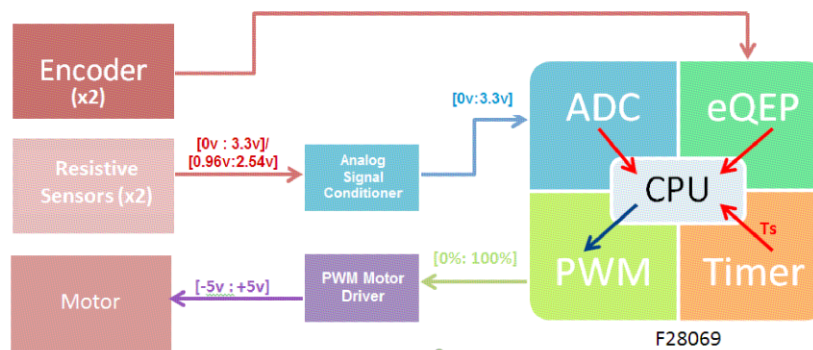 Encoder
(x2)
[0v:3.3v]
ADC
eQEP
[0v : 3.3v]/
[0.96v:2.54v]
Resistive
Sensors (x2)
Analog
Signal
Conditioner
CPU
Ts
[0%: 100%]
PWM
Timer
Motor
[-5v : +5v]
PWM Motor
Driver
F28069